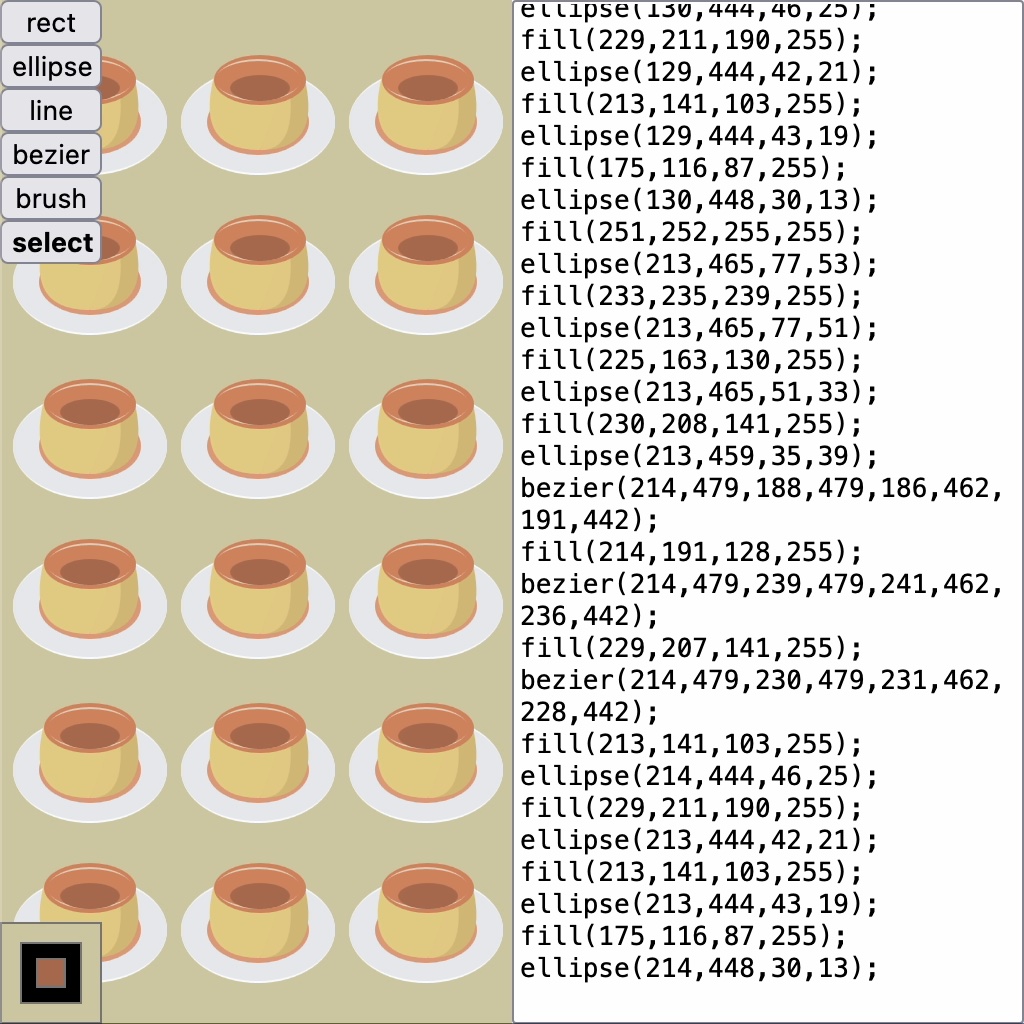 rect
ellipse
line
bezier
brush
select
ellipse(130,444,46,25);
fill(229,211,190,255);
ellipse(129,444,42,21);
fill(213,141,103,255);
ellipse(129,444,43,19);
fill(175,116,87,255);
ellipse(130,448,30,13);
fill(251,252,255,255);
ellipse(213,465,77,53);
fill(233,235,239,255);
ellipse(213,465,77,51);
fill(225,163,130,255);
ellipse(213,465,51,33);
fill(230,208,141,255);
ellipse(213,459,35,39);
bezier(214,479,188,479,186,462,
191,442);
fill(214,191,128,255);
bezier(214,479,239,479,241,462,
236,442);
fill(229,207,141,255);
bezier(214,479,230,479,231,462,
228,442);
fill(213,141,103,255);
ellipse(214,444,46,25);
fill(229,211,190,255);
ellipse(213,444,42,21);
fill(213,141,103,255);
ellipse(213,444,43,19);
fill(175,116,87,255);
ellipse(214,448,30,13);